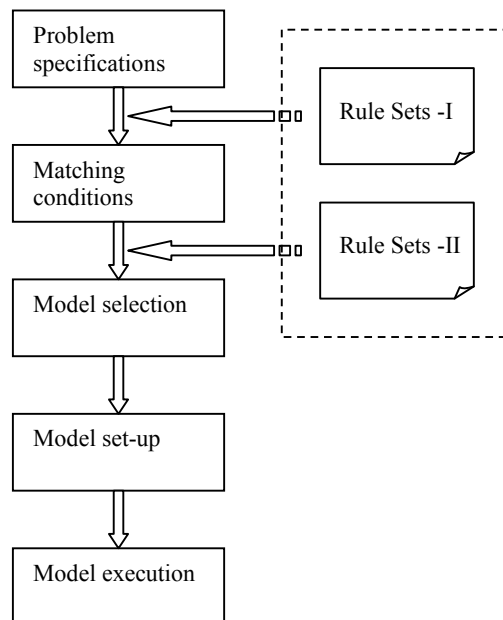 Problem
specifications
Rule Sets -I
Matching
conditions
Rule Sets -II
Model selection
Model set-up
Model execution